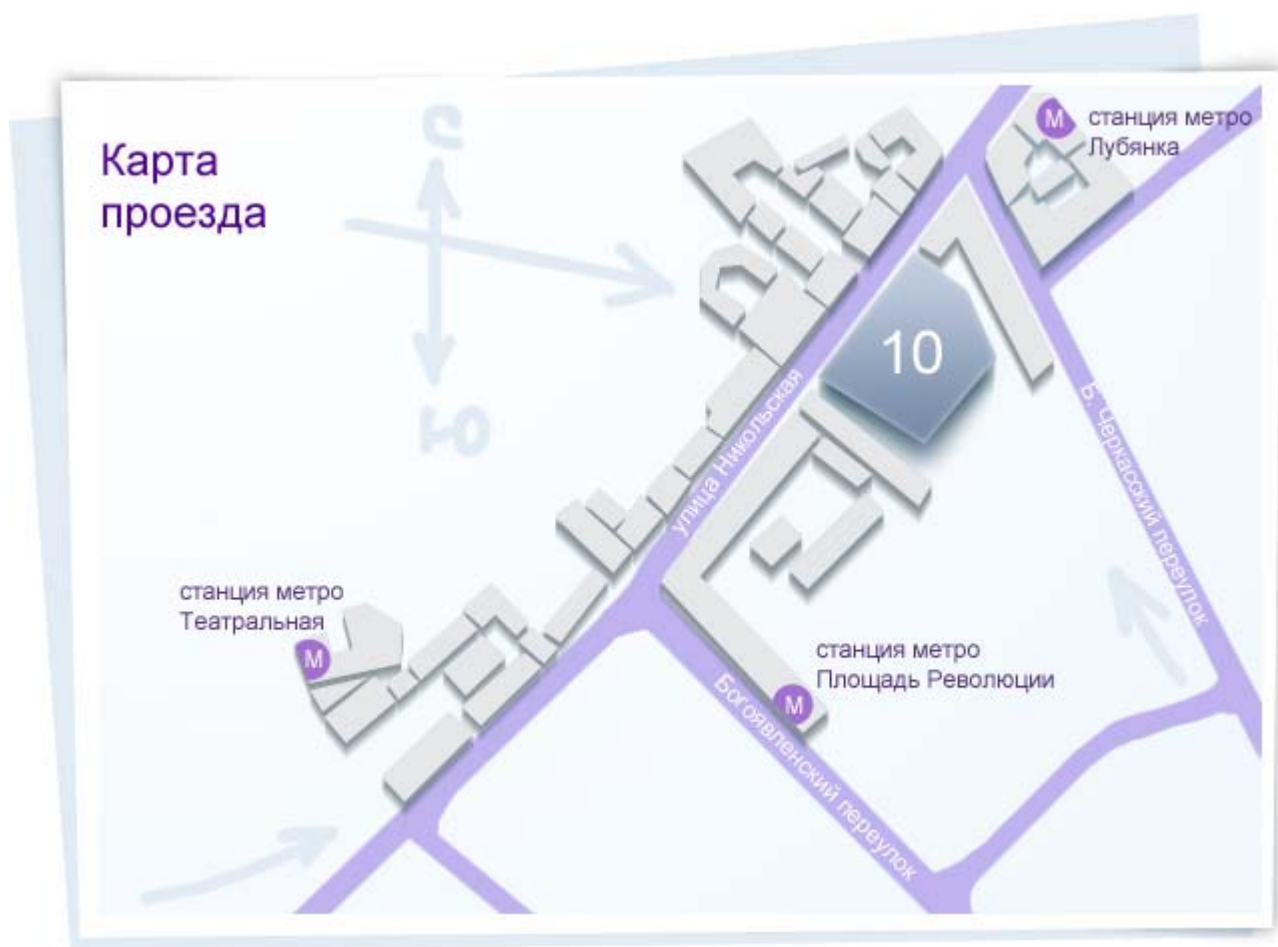 Карта
проезда
С
Ю
М
станция метро
Лубянка
10
улица Никольская
Б. Черкасский переулок
станция метро
Театральная
М
станция метро
Площадь Революции
М
Богоявленский переулок